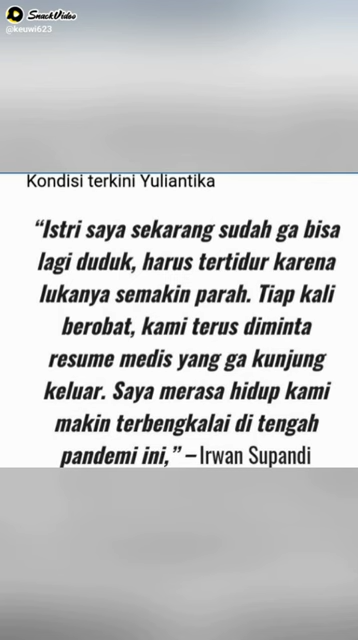 SnackVideo
@keuwi623
Kondisi terkini Yuliantika
“Istri saya sekarang sudah ga bisa
lagi duduk, harus tertidur karena
lukanya semakin parah. Tiap kali
berobat, kami terus diminta
resume medis yang ga kunjung
keluar. Saya merasa hidup kami
makin terbengkalai di tengah
pandemi ini,” – Irwan Supandi